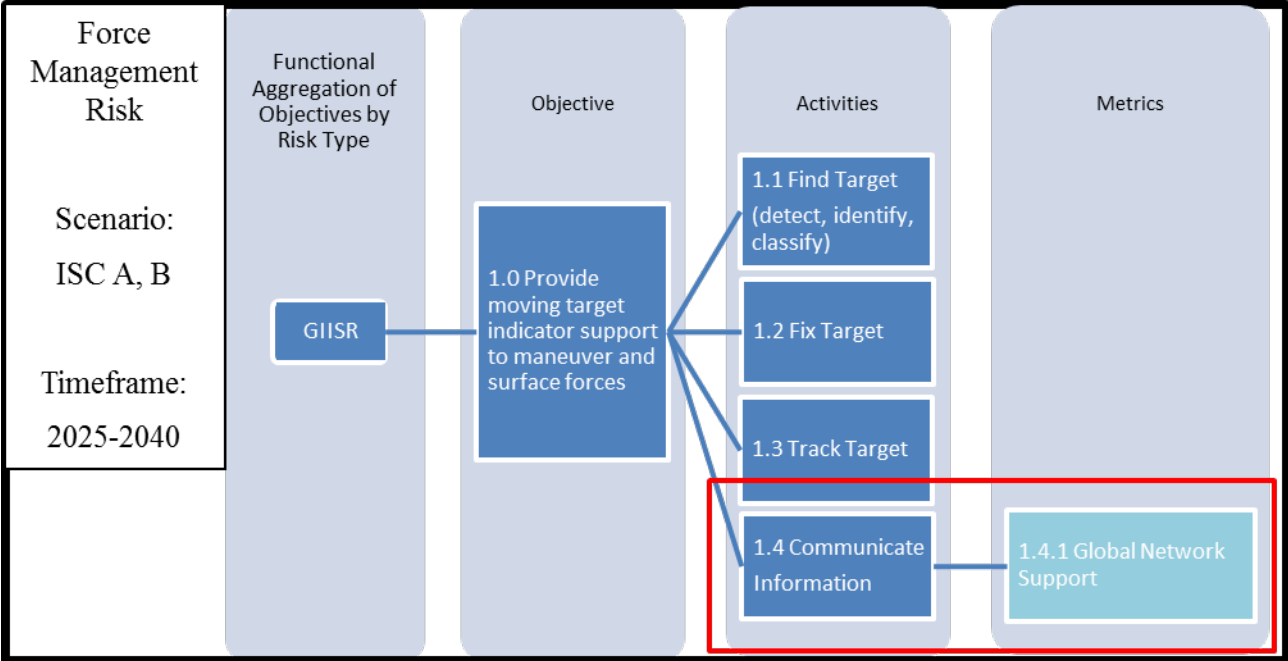 Force
Management
Risk
Scenario:
ISC A, B
Timeframe:
2025-2040
Functional
Aggregation of
Objectives by
Risk Type
Objective
Activities
Metrics
GIISR
1.0 Provide
moving target
indicator support
to maneuver and
surface forces
1.1 Find Target
(detect, identify,
classify)
1.2 Fix Target
1.3 Track Target
1.4 Communicate
Information
1.4.1 Global Network
Support